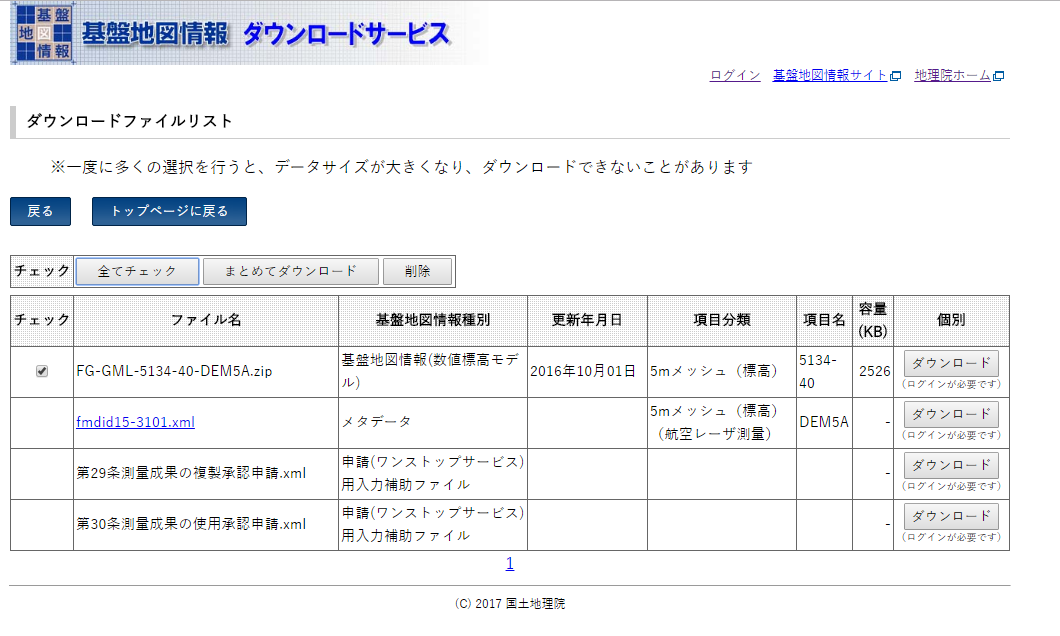 基盤
地図
情報
基盤地図情報 ダウンロードサービス
ログイン 基盤地図情報サイト 地理院ホーム
ダウンロードファイルリスト
※一度に多くの選択を行うと、データサイズが大きくなり、ダウンロードできないことがあります
戻る トップページに戻る
チェック 全てチェック まとめてダウンロード 削除
チェック ファイル名 基盤地図情報種別 更新年月日 項目分類 項目名 容量
(KB) 個別
FG-GML-5134-40-DEM5A.zip 基盤地図情報(数値標高モデ
ル) 2016年10月01日 5mメッシュ（標高） 5134-
40 2526 ダウンロード
(ログインが必要です)
fmdid15-3101.xml メタデータ 5mメッシュ（標高）
（航空レーザ測量） DEM5A - ダウンロード
(ログインが必要です)
第29条測量成果の複製承認申請.xml 申請(ワンストップサービス)
用入力補助ファイル - ダウンロード
(ログインが必要です)
第30条測量成果の使用承認申請.xml 申請(ワンストップサービス)
用入力補助ファイル - ダウンロード
(ログインが必要です)
1
(C) 2017 国土地理院